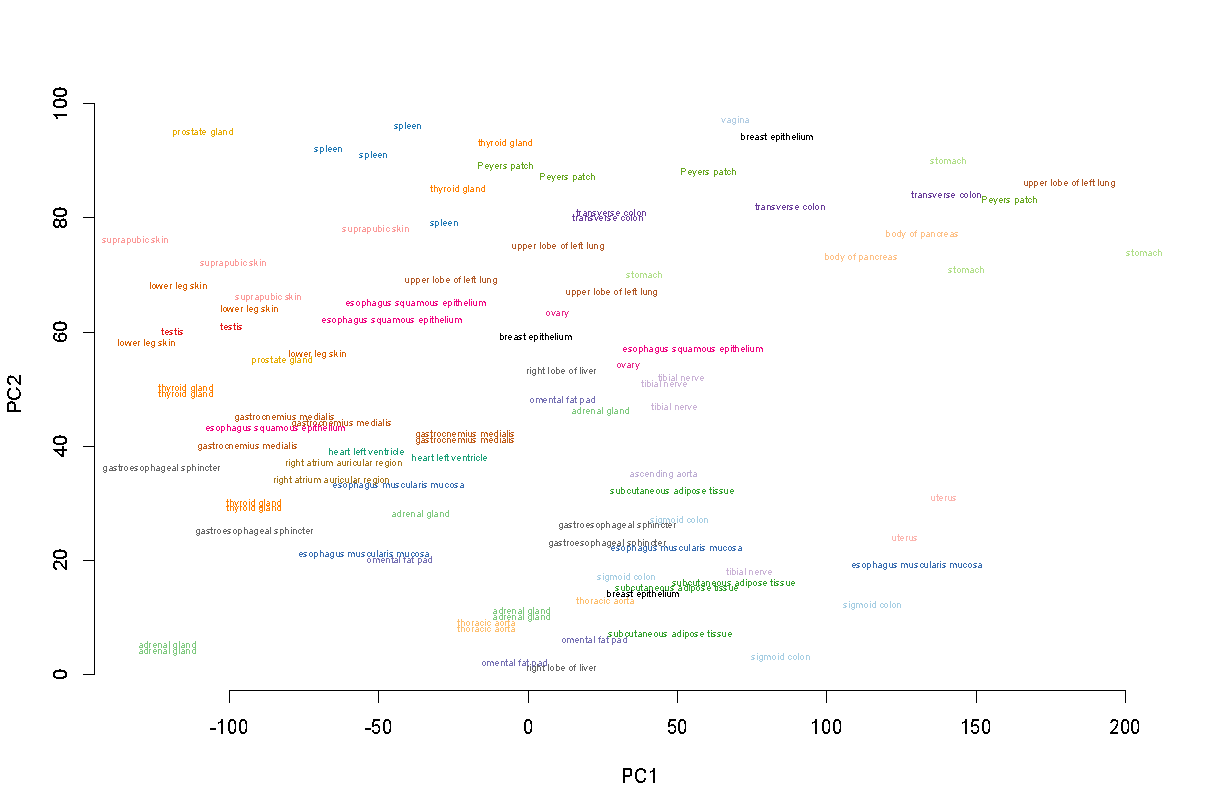 100
80
60
40
20
0
PC2
vagina
spleen
prostate gland
breast epithelium
thyroid gland
spleen
spleen
stomach
Peyers patch
Peyers patch
Peyers patch
upper lobe of left lung
thyroid gland
transverse colon
Peyers patch
transverse colon
transverse colon
transverse colon
spleen
suprapubic skin
body of pancreas
suprapubic skin
upper lobe of left lung
stomach
body of pancreas
suprapubic skin
stomach
stomach
upper lobe of left lung
lower leg skin
upper lobe of left lung
suprapubic skin
esophagus squamous epithelium
lower leg skin
ovary
esophagus squamous epithelium
testis
testis
breast epithelium
lower leg skin
esophagus squamous epithelium
lower leg skin
prostate gland
ovary
right lobe of liver
tibial nerve
tibial nerve
thyroid gland
thyroid gland
omental fat pad
tibial nerve
adrenal gland
gastrocnemius medialis
gastrocnemius medialis
esophagus squamous epithelium
gastrocnemius medialis
gastrocnemius medialis
gastrocnemius medialis
heart left ventricle
heart left ventricle
right atrium auricular region
gastroesophageal sphincter
ascending aorta
right atrium auricular region
esophagus muscularis mucosa
subcutaneous adipose tissue
uterus
thyroid gland
thyroid gland
adrenal gland
sigmoid colon
gastroesophageal sphincter
gastroesophageal sphincter
uterus
gastroesophageal sphincter
esophagus muscularis mucosa
esophagus muscularis mucosa
omental fat pad
esophagus muscularis mucosa
tibial nerve
sigmoid colon
subcutaneous adipose tissue
subcutaneous adipose tissue
breast epithelium
thoracic aorta
sigmoid colon
adrenal gland
adrenal gland
thoracic aorta
thoracic aorta
subcutaneous adipose tissue
omental fat pad
adrenal gland
adrenal gland
sigmoid colon
omental fat pad
right lobe of liver
-100
-50
0
50
100
150
200
PC1